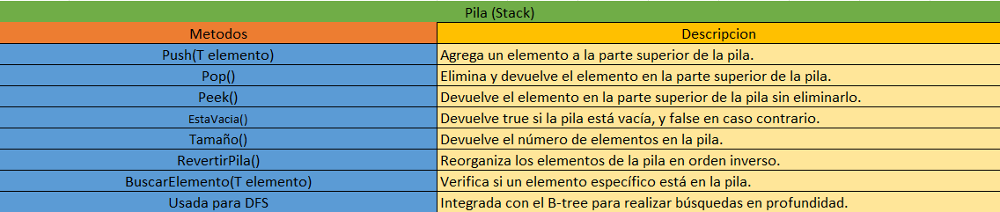 Pila (Stack)
Metodos Descripcion
Push(T elemento) Agrega un elemento a la parte superior de la pila.
Pop() Elimina y devuelve el elemento en la parte superior de la pila.
Peek() Devuelve el elemento en la parte superior de la pila sin eliminarlo.
EstaVacia() Devuelve true si la pila está vacía, y false en caso contrario.
Tamaño() Devuelve el número de elementos en la pila.
RevertirPila() Reorganiza los elementos de la pila en orden inverso.
BuscarElemento(T elemento) Verifica si un elemento específico está en la pila.
Usada para DFS Integrada con el B-tree para realizar búsquedas en profundidad.